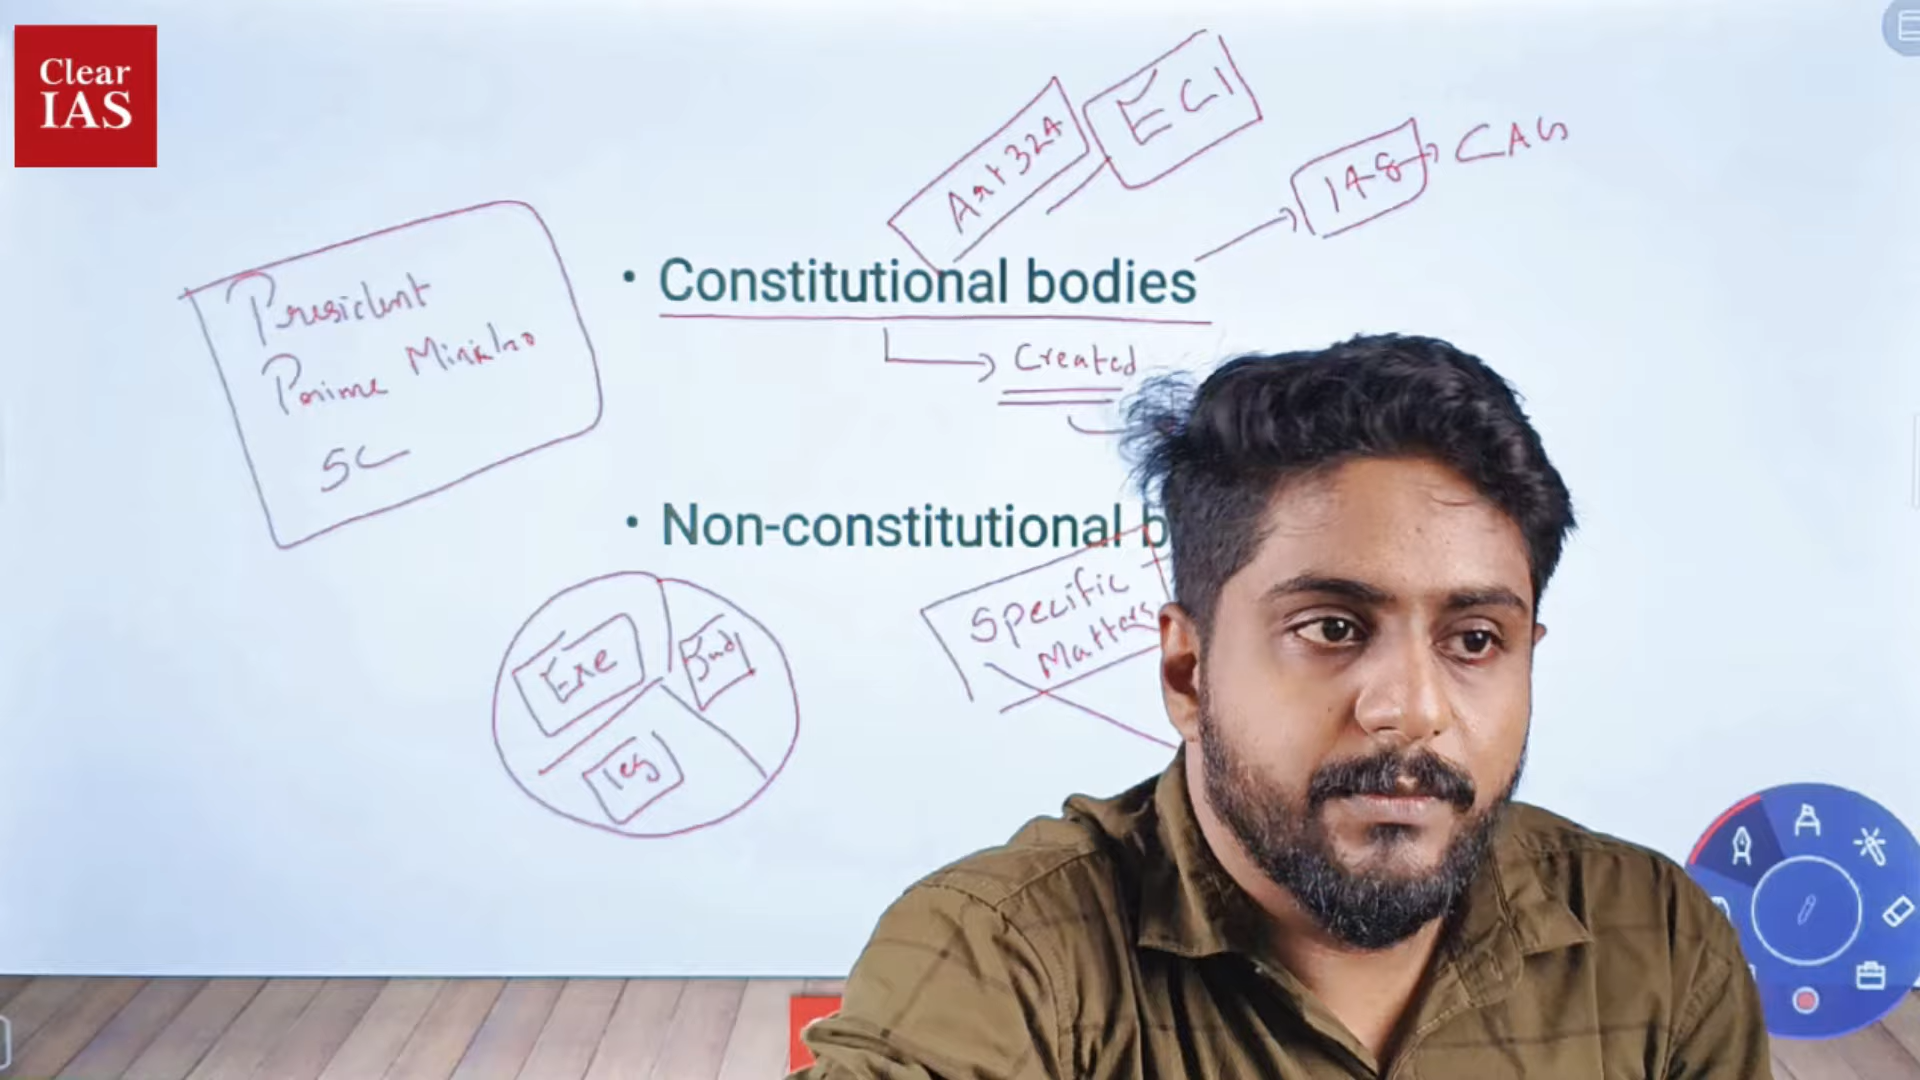 Clear
IAS
Art 324
ECI
148
CAG
• Constitutional bodies
Created
President
Prime Minister
SC
• Non-constitutional b
Specific
Matters
Exe
Jud
leg